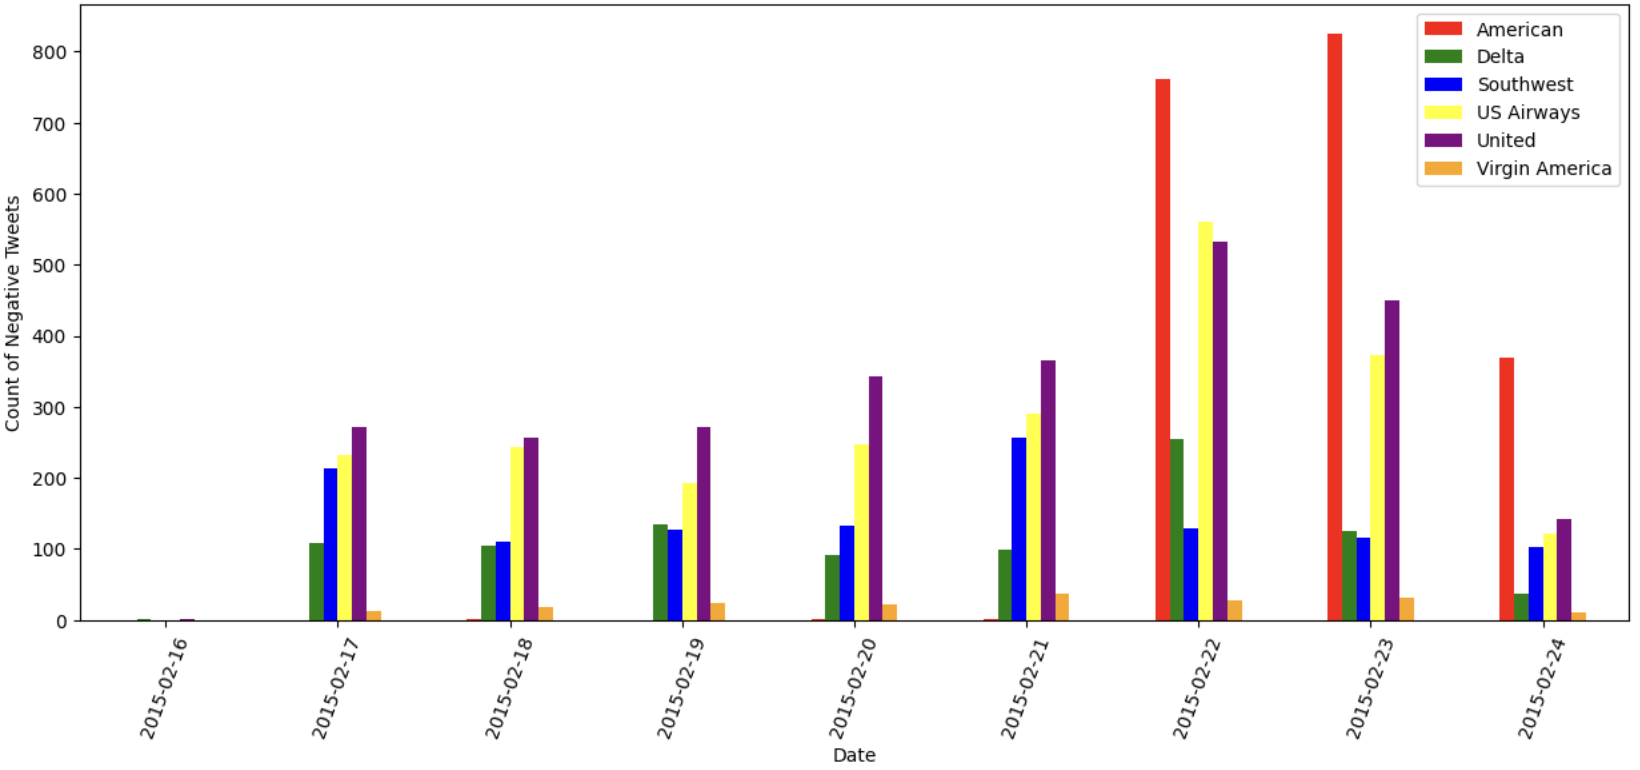 American
Delta
Southwest
US Airways
United
Virgin America
Count of Negative Tweets
800
700
600
500
400
300
200
100
0
2015-02-16
2015-02-17
2015-02-18
2015-02-19
2015-02-20
2015-02-21
2015-02-22
2015-02-23
2015-02-24
Date